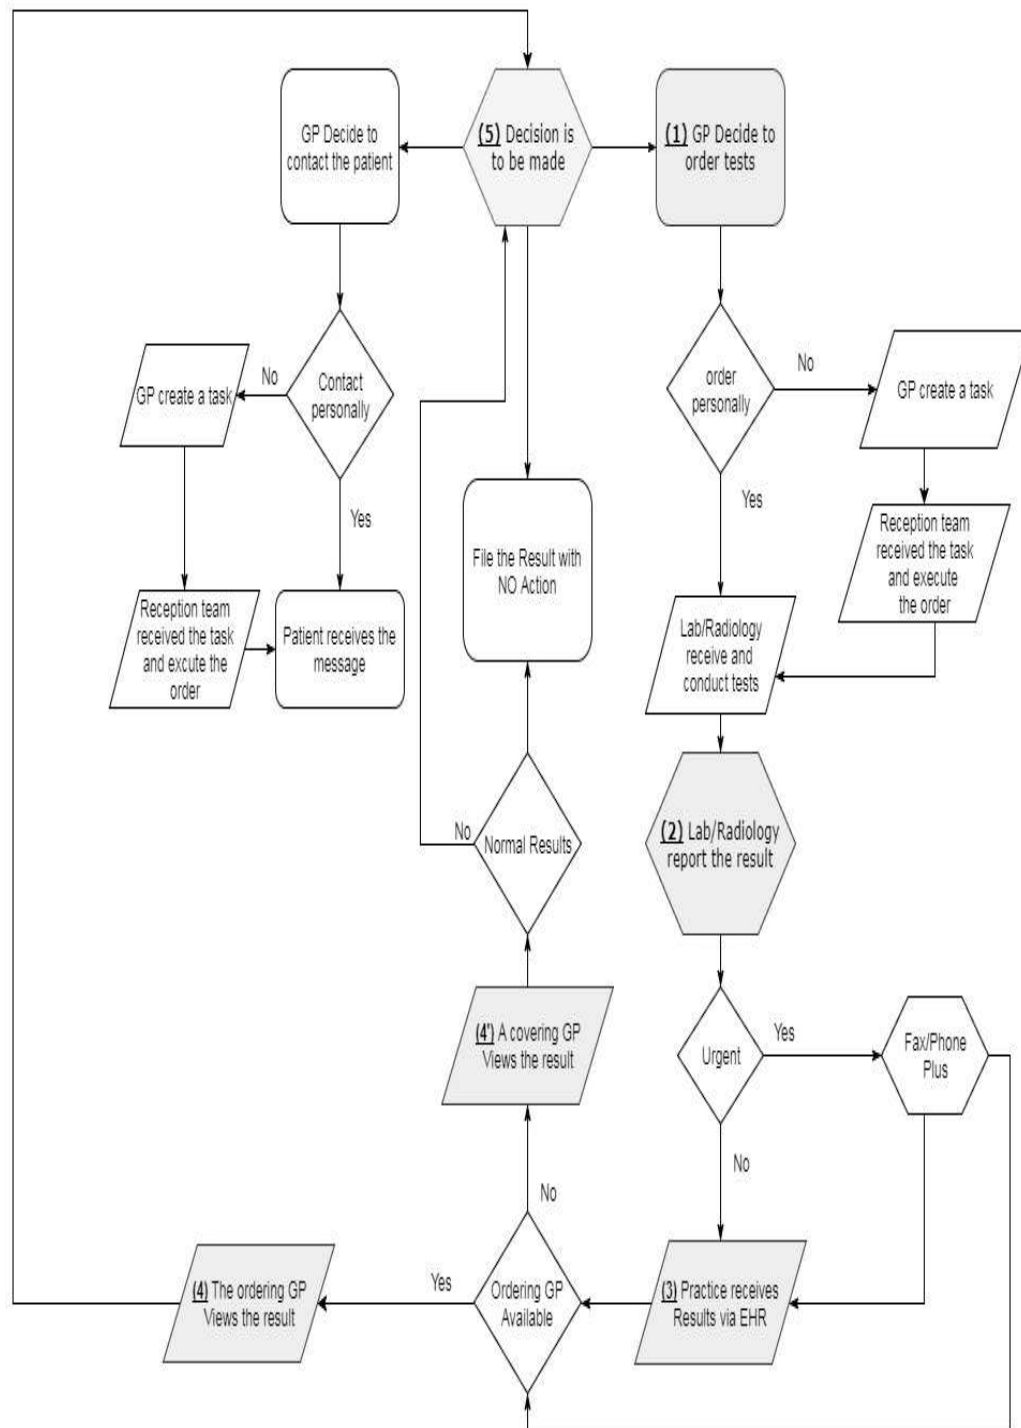 GP Decide to
contact the patient
(5) Decision is
to be made
(1) GP Decide to
order tests
GP create a task
No
Contact
personally
Yes
order
personally
No
GP create a task
Yes
Reception team
received the task
and execute
the order
File the Result with
NO Action
Reception team
received the task
and excute the
order
Patient receives the
message
Lab/Radiology
receive and
conduct tests
No
Normal Results
(2) Lab/Radiology
report the result
(4') A covering GP
Views the result
Urgent
Yes
Fax/Phone
Plus
No
No
(4) The ordering GP
Views the result
Yes
Ordering GP
Available
(3) Practice receives
Results via EHR